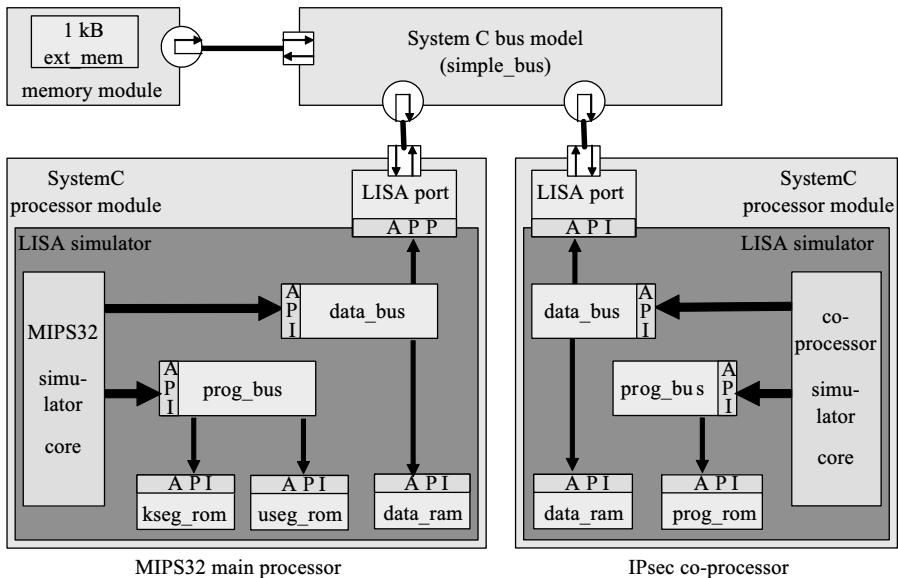 1 kB
ext_mem
memory module
System C bus model
(simple_bus)
SystemC
processor module
LISA port
A P P
LISA simulator
MIPS32
simu-
lator
core
A
P
I
data_bus
A
P
I
prog_bus
A P I
kseg_rom
A P I
useg_rom
A P I
data_ram
MIPS32 main processor
LISA port
A P I
SystemC
processor module
LISA simulator
data_bus
A
P
I
co-
processor
simu-
lator
core
prog_bus
A
P
I
A P I
data_ram
A P I
prog_rom
IPsec co-processor